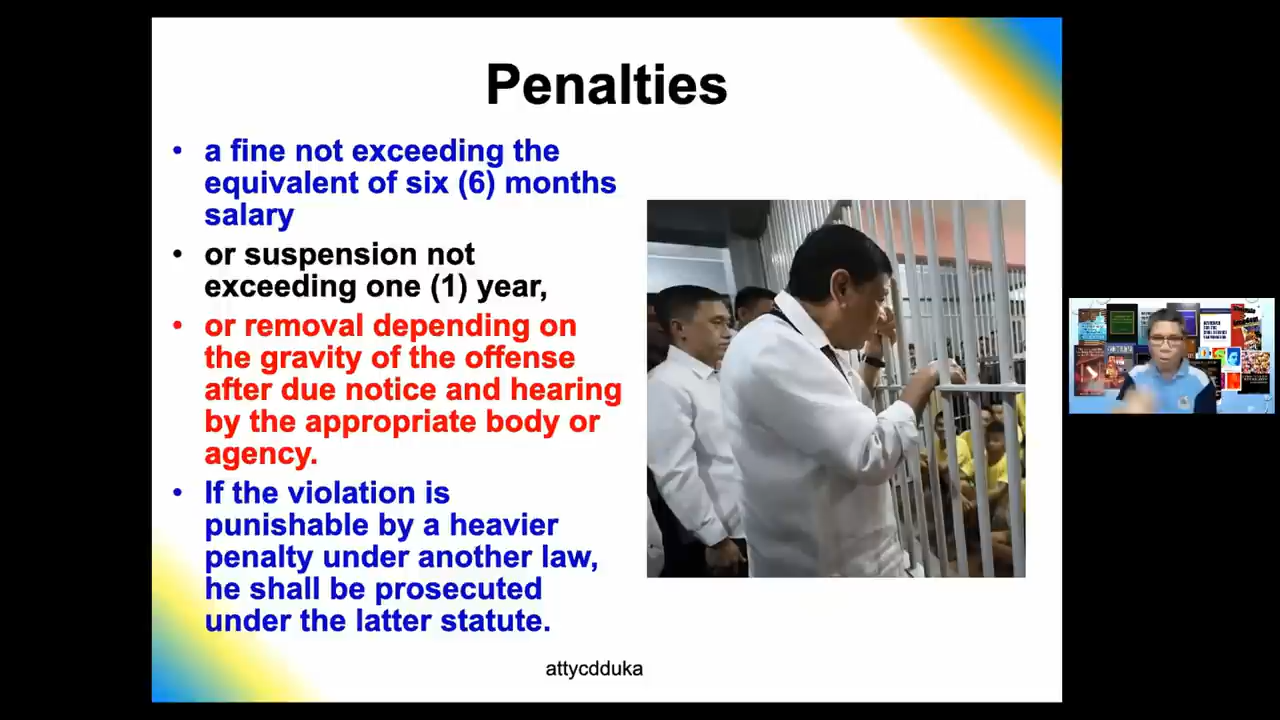 Penalties
• a fine not exceeding the
equivalent of six (6) months
salary
• or suspension not
exceeding one (1) year,
• or removal depending on
the gravity of the offense
after due notice and hearing
by the appropriate body or
agency.
• If the violation is
punishable by a heavier
penalty under another law,
he shall be prosecuted
under the latter statute.
attycdduka